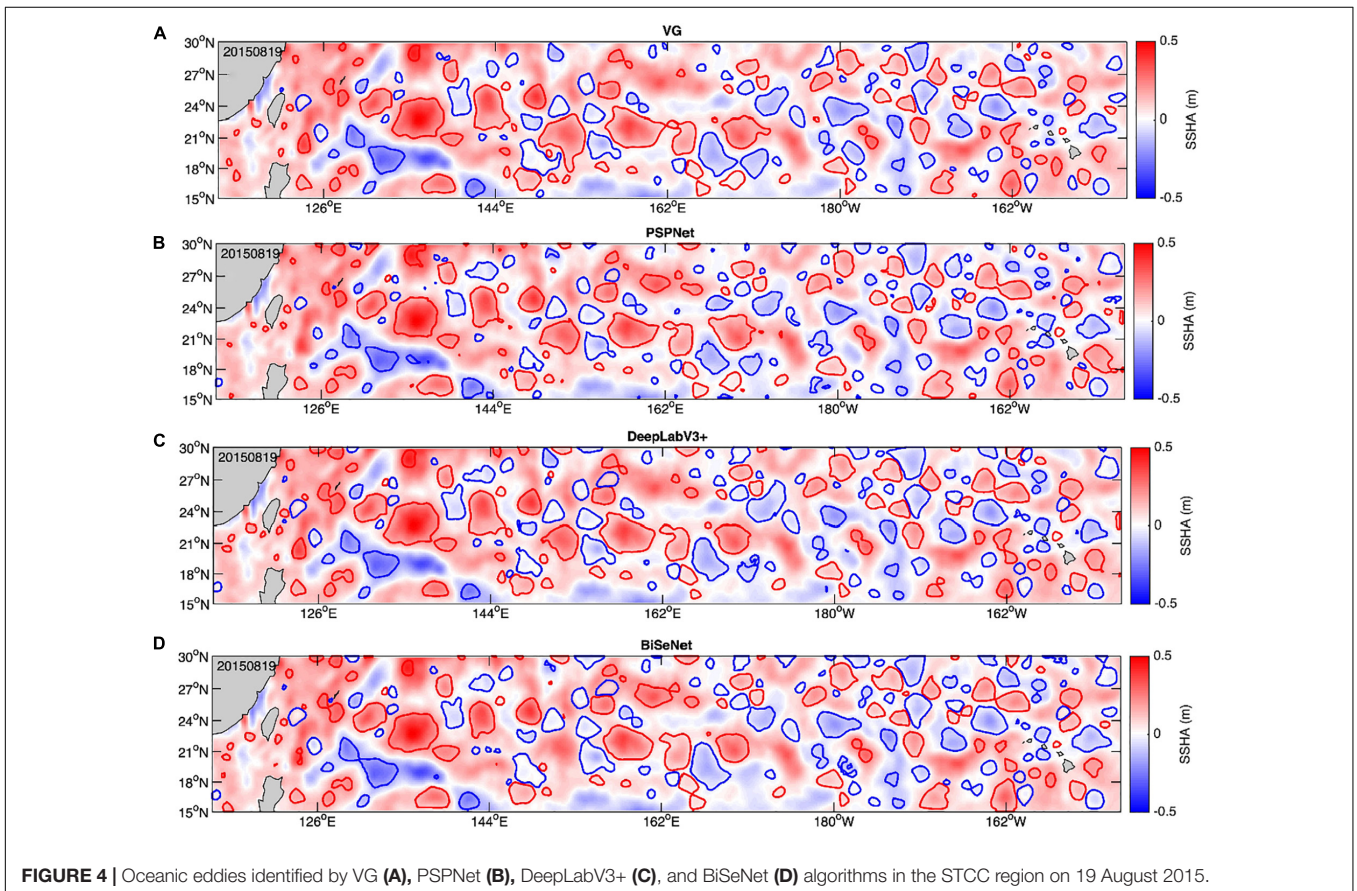 A
VG
20150819
30°N
27°N
24°N
21°N
18°N
15°N
126°E 144°E 162°E 180°W 162°W
0.5
0
-0.5
SSHA (m)
B
PSPNet
20150819
30°N
27°N
24°N
21°N
18°N
15°N
126°E 144°E 162°E 180°W 162°W
0.5
0
-0.5
SSHA (m)
C
DeepLabV3+
20150819
30°N
27°N
24°N
21°N
18°N
15°N
126°E 144°E 162°E 180°W 162°W
0.5
0
-0.5
SSHA (m)
D
BiSeNet
20150819
30°N
27°N
24°N
21°N
18°N
15°N
126°E 144°E 162°E 180°W 162°W
0.5
0
-0.5
SSHA (m)
FIGURE 4 | Oceanic eddies identified by VG (A), PSPNet (B), DeepLabV3+ (C), and BiSeNet (D) algorithms in the STCC region on 19 August 2015.